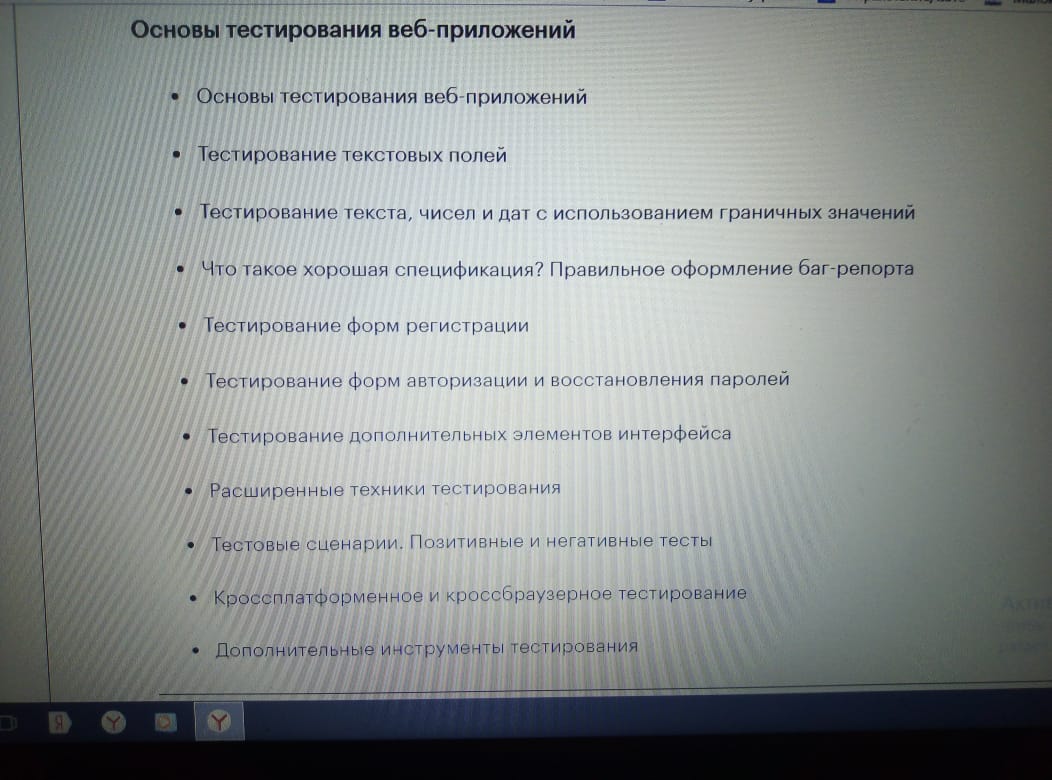 Основы тестирования веб-приложений
• Основы тестирования веб-приложений
• Тестирование текстовых полей
• Тестирование текста, чисел и дат с использованием граничных значений
• Что такое хорошая спецификация? Правильное оформление баг-репорта
• Тестирование форм регистрации
• Тестирование форм авторизации и восстановления паролей
• Тестирование дополнительных элементов интерфейса
• Расширенные техники тестирования
• Тестовые сценарии. Позитивные и негативные тесты
• Кроссплатформенное и кроссбраузерное тестирование
• Дополнительные инструменты тестирования